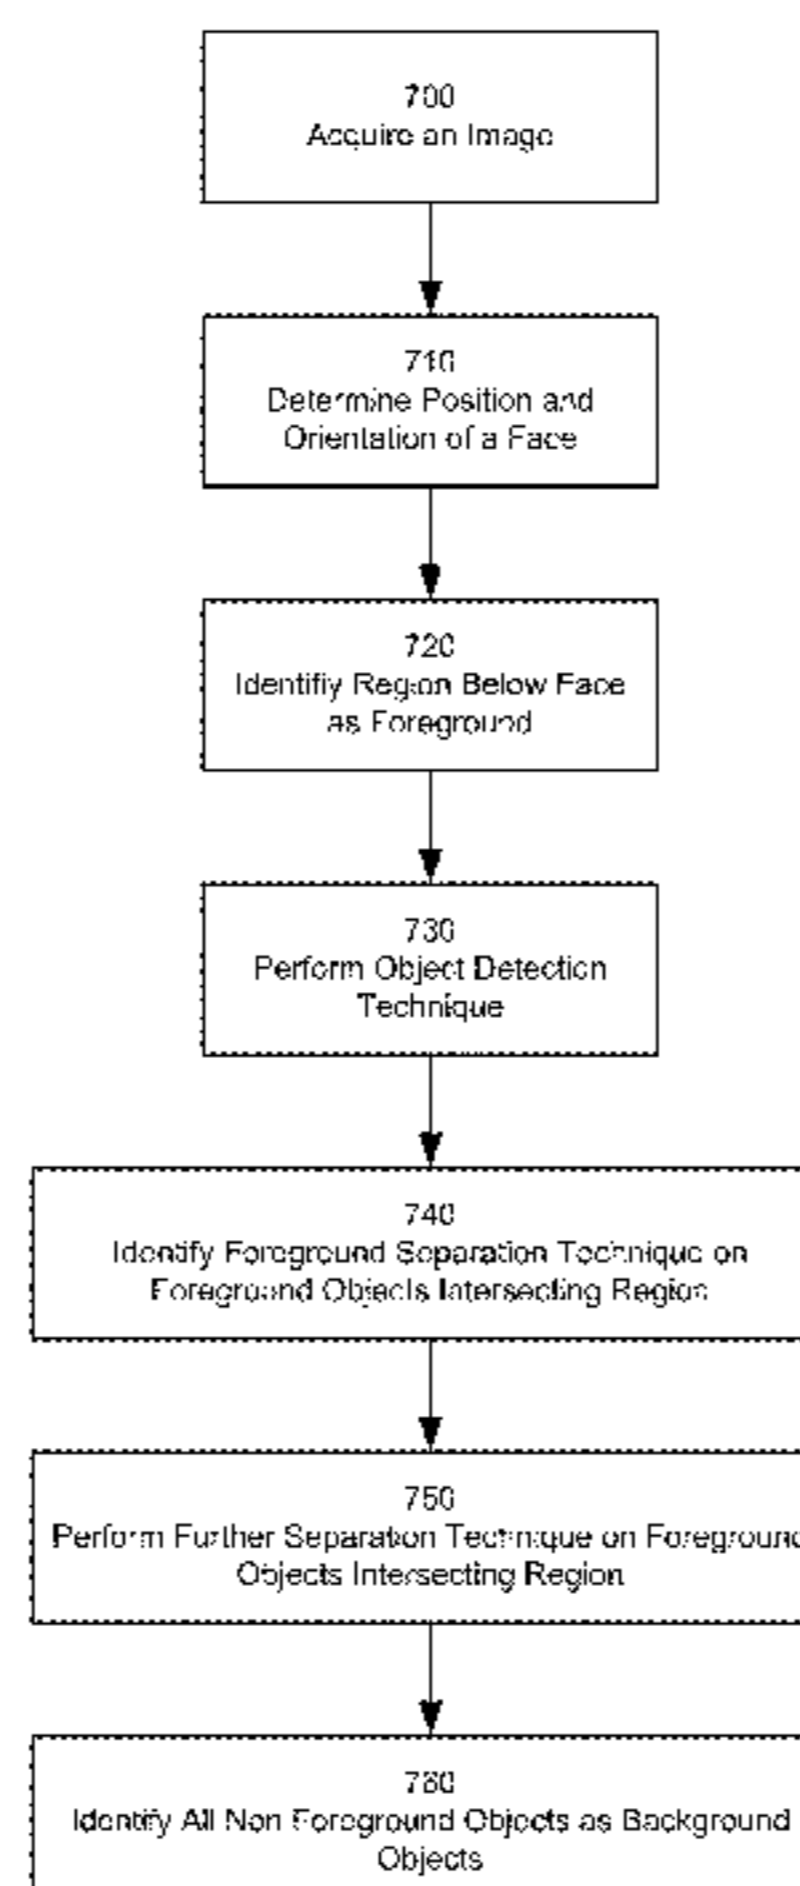 700
Acquire an Image
710
Determine Position and
Orientation of a Face
720
Identifiy Region Below Face
as Foreground
730
Perform Object Detection
Technique
740
Identify Foreground Separation Technique on
Foreground Objects Intersecting Region
750
Perform Further Separation Technique on Foreground
Objects Intersecting Region
760
Identify All Non Foreground Objects as Background
Objects